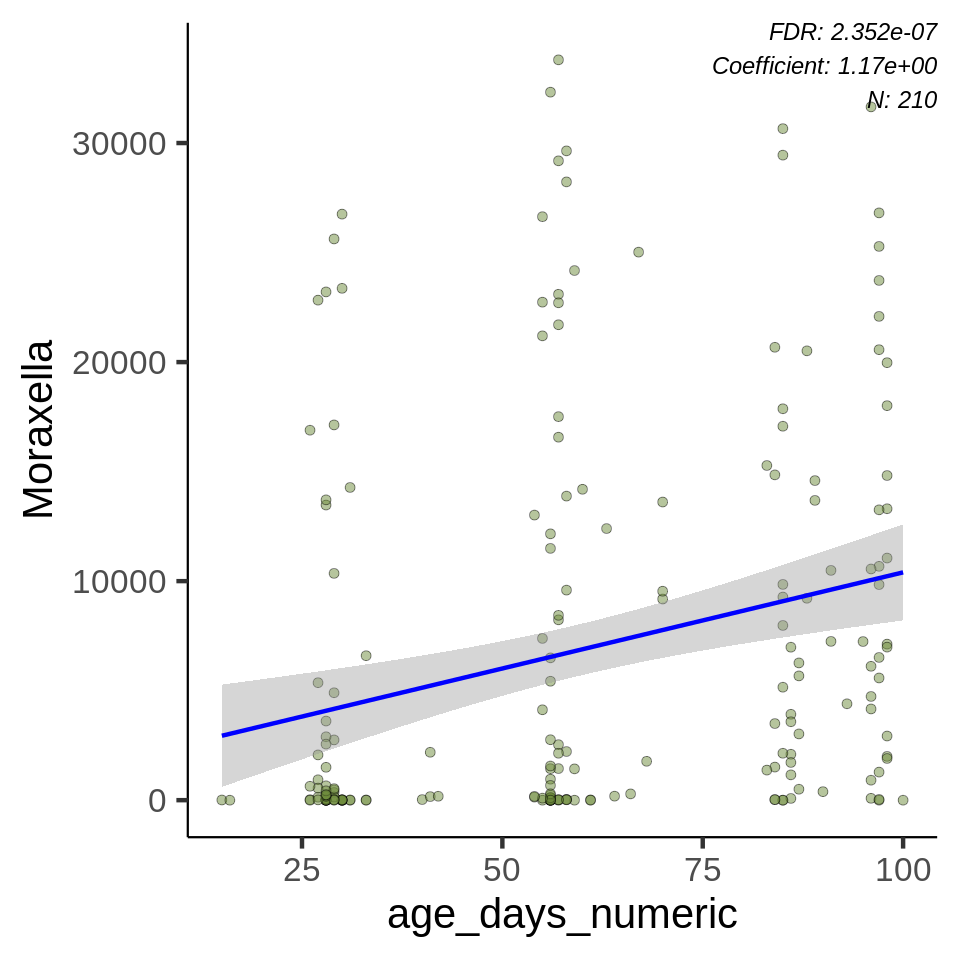 FDR: 2.352e-07
Coefficient: 1.17e+00
N: 210
Moraxella
30000
20000
10000
0
25 50 75 100
age_days_numeric